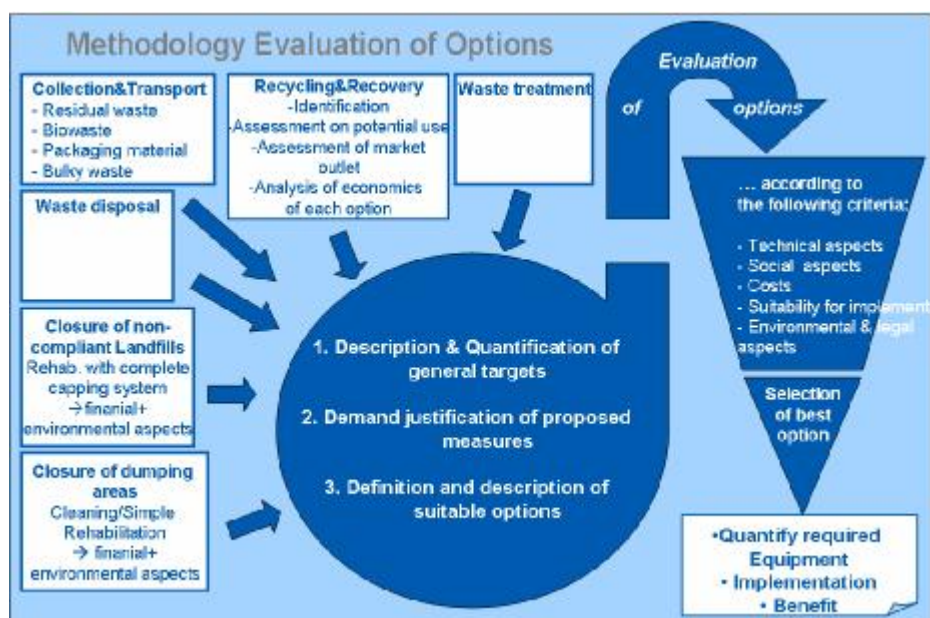 Methodology Evaluation of Options
Collection&Transport
- Residual waste
- Biowaste
- Packaging material
- Bulky waste
Recycling&Recovery
-Identification
-Assessment on potential use
-Assessment of market
outlet
-Analysis of economics
of each option
Waste treatment
Waste disposal
Closure of non-
compliant Landfills
Rehab. with complete
capping system
→finanial+
environmental aspects
Closure of dumping
areas
Cleaning/Simple
Rehabilitation
→ finanial+
environmental aspects
1. Description & Quantification of
general targets
2. Demand justification of proposed
measures
3. Definition and description of
suitable options
Evaluation
of
options
... according to
the following criteria:
- Technical aspects
- Social aspects
- Costs
- Suitability for implement
- Environmental & legal
aspects
Selection
of best
option
•Quantify required
Equipment
• Implementation
• Benefit